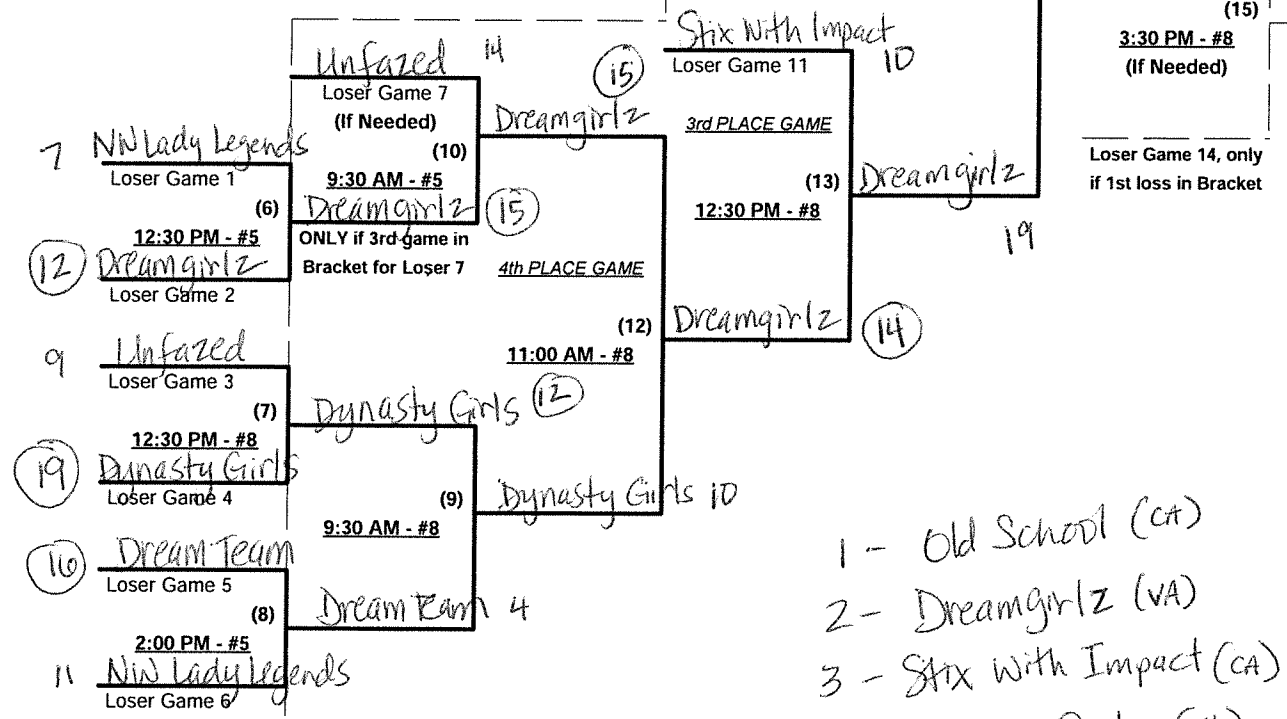 (15)
3:30 PM - #8
(If Needed)
Loser Game 14, only
if 1st loss in Bracket
Stix With Impact 10
Loser Game 11
3rd PLACE GAME
(13)
12:30 PM - #8
Dreamgirlz
19
Unfazed 14
Loser Game 7
(If Needed)
(10)
9:30 AM - #5
Dreamgirlz 15
ONLY if 3rd game in
Bracket for Loser 7
Dreamgirlz 15
4th PLACE GAME
(12)
11:00 AM - #8
Dreamgirlz 14
7 NW Lady Legends
Loser Game 1
(6)
12:30 PM - #5
12 Dreamgirlz
Loser Game 2
9 Unfazed
Loser Game 3
(7)
12:30 PM - #8
19 Dynasty Girls
Loser Game 4
Dynasty Girls 12
(9)
9:30 AM - #8
Dynasty Girls 10
16 Dream Team
Loser Game 5
(8)
2:00 PM - #5
Dream Team 4
11 NW Lady Legends
Loser Game 6
1 - Old School (CA)
2 - Dreamgirlz (VA)
3 - Stix With Impact (CA)